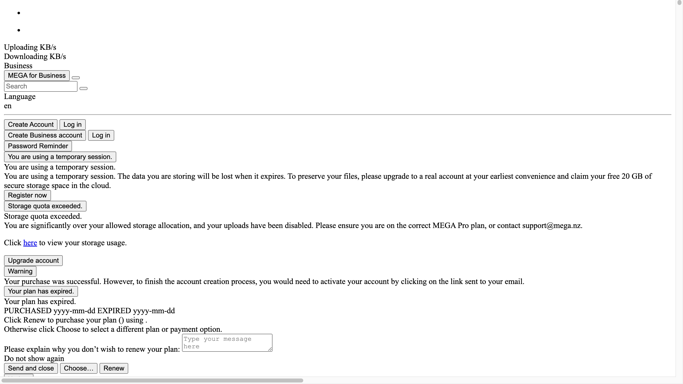 Uploading KB/s
Downloading KB/s
Business
MEGA for Business
Search
Language
en
Create Account Log in
Create Business account Log in
Password Reminder
You are using a temporary session.
You are using a temporary session.
You are using a temporary session. The data you are storing will be lost when it expires. To preserve your files, please upgrade to a real account at your earliest convenience and claim your free 20 GB of
secure storage space in the cloud.
Register now
Storage quota exceeded.
Storage quota exceeded.
You are significantly over your allowed storage allocation, and your uploads have been disabled. Please ensure you are on the correct MEGA Pro plan, or contact support@mega.nz.
Click here to view your storage usage.
Upgrade account
Warning
Your purchase was successful. However, to finish the account creation process, you would need to activate your account by clicking on the link sent to your email.
Your plan has expired.
Your plan has expired.
PURCHASED yyyy-mm-dd EXPIRED yyyy-mm-dd
Click Renew to purchase your plan () using .
Otherwise click Choose to select a different plan or payment option.
Please explain why you don't wish to renew your plan: Type your message
here
Do not show again
Send and close Choose... Renew